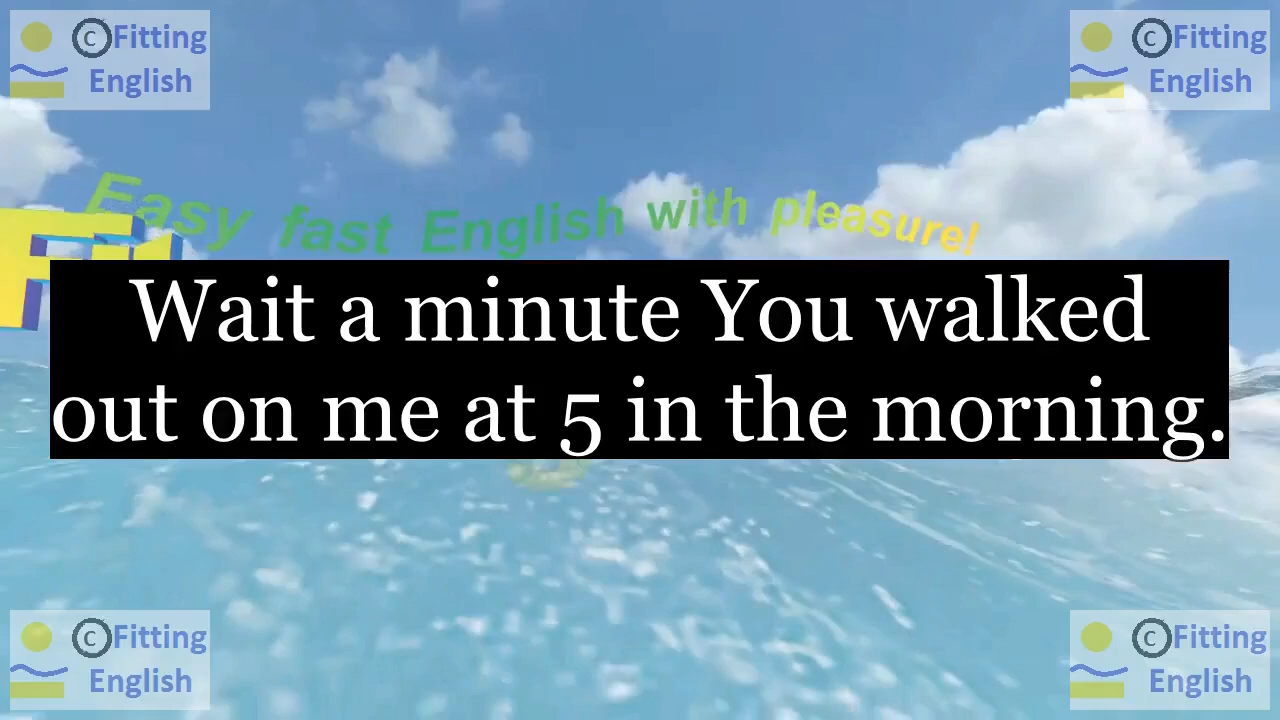 ©Fitting
English
©Fitting
English
Easy fast English with pleasure!
Fit
Wait a minute You walked
out on me at 5 in the morning.
©Fitting
English
©Fitting
English